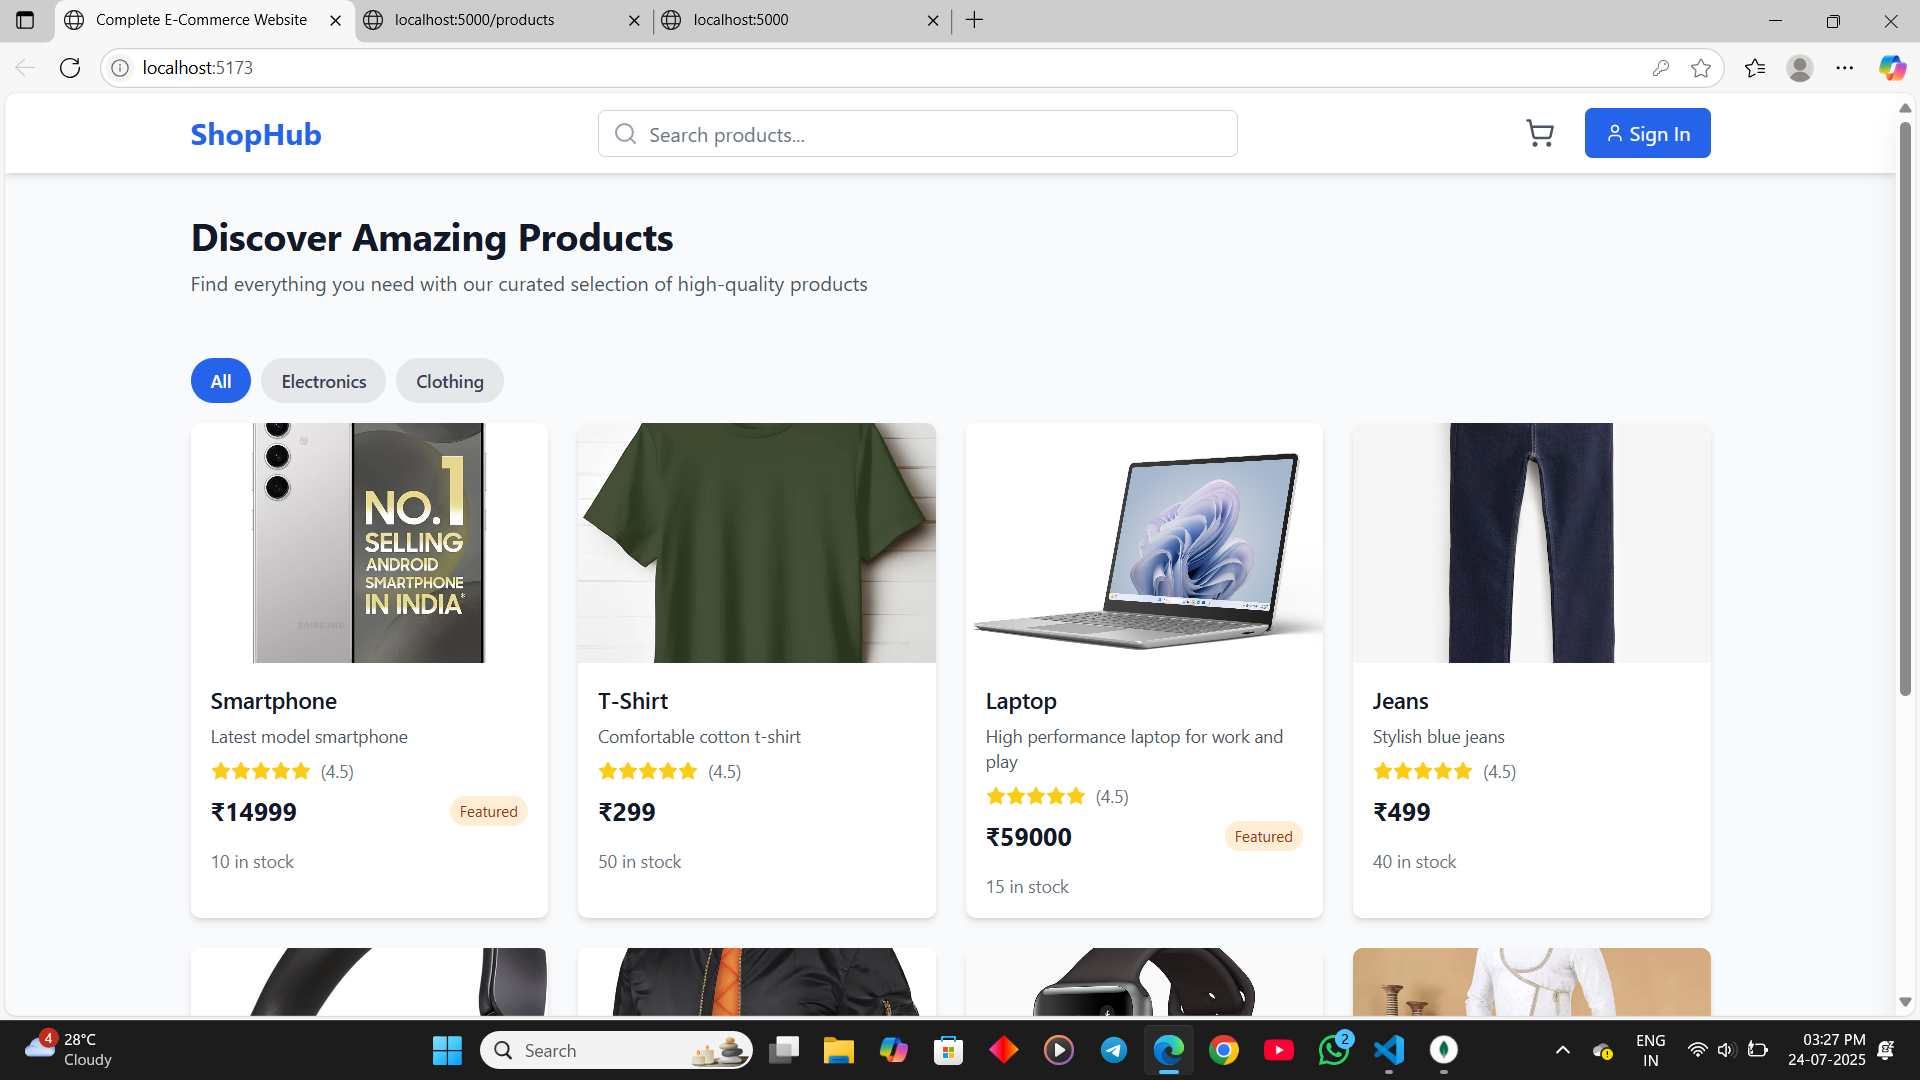 Complete E-Commerce Website
localhost:5000/products
localhost:5000
localhost:5173
ShopHub
Search products...
Sign In
Discover Amazing Products
Find everything you need with our curated selection of high-quality products
All
Electronics
Clothing
NO.1
SELLING
ANDROID
SMARTPHONE
IN INDIA*
SAMSUNG
Smartphone
Latest model smartphone
(4.5)
₹14999
Featured
10 in stock
T-Shirt
Comfortable cotton t-shirt
(4.5)
₹299
50 in stock
Laptop
High performance laptop for work and
play
(4.5)
₹59000
Featured
15 in stock
Jeans
Stylish blue jeans
(4.5)
₹499
40 in stock
4
28°C
Cloudy
Search
2
ENG
IN
03:27 PM
24-07-2025